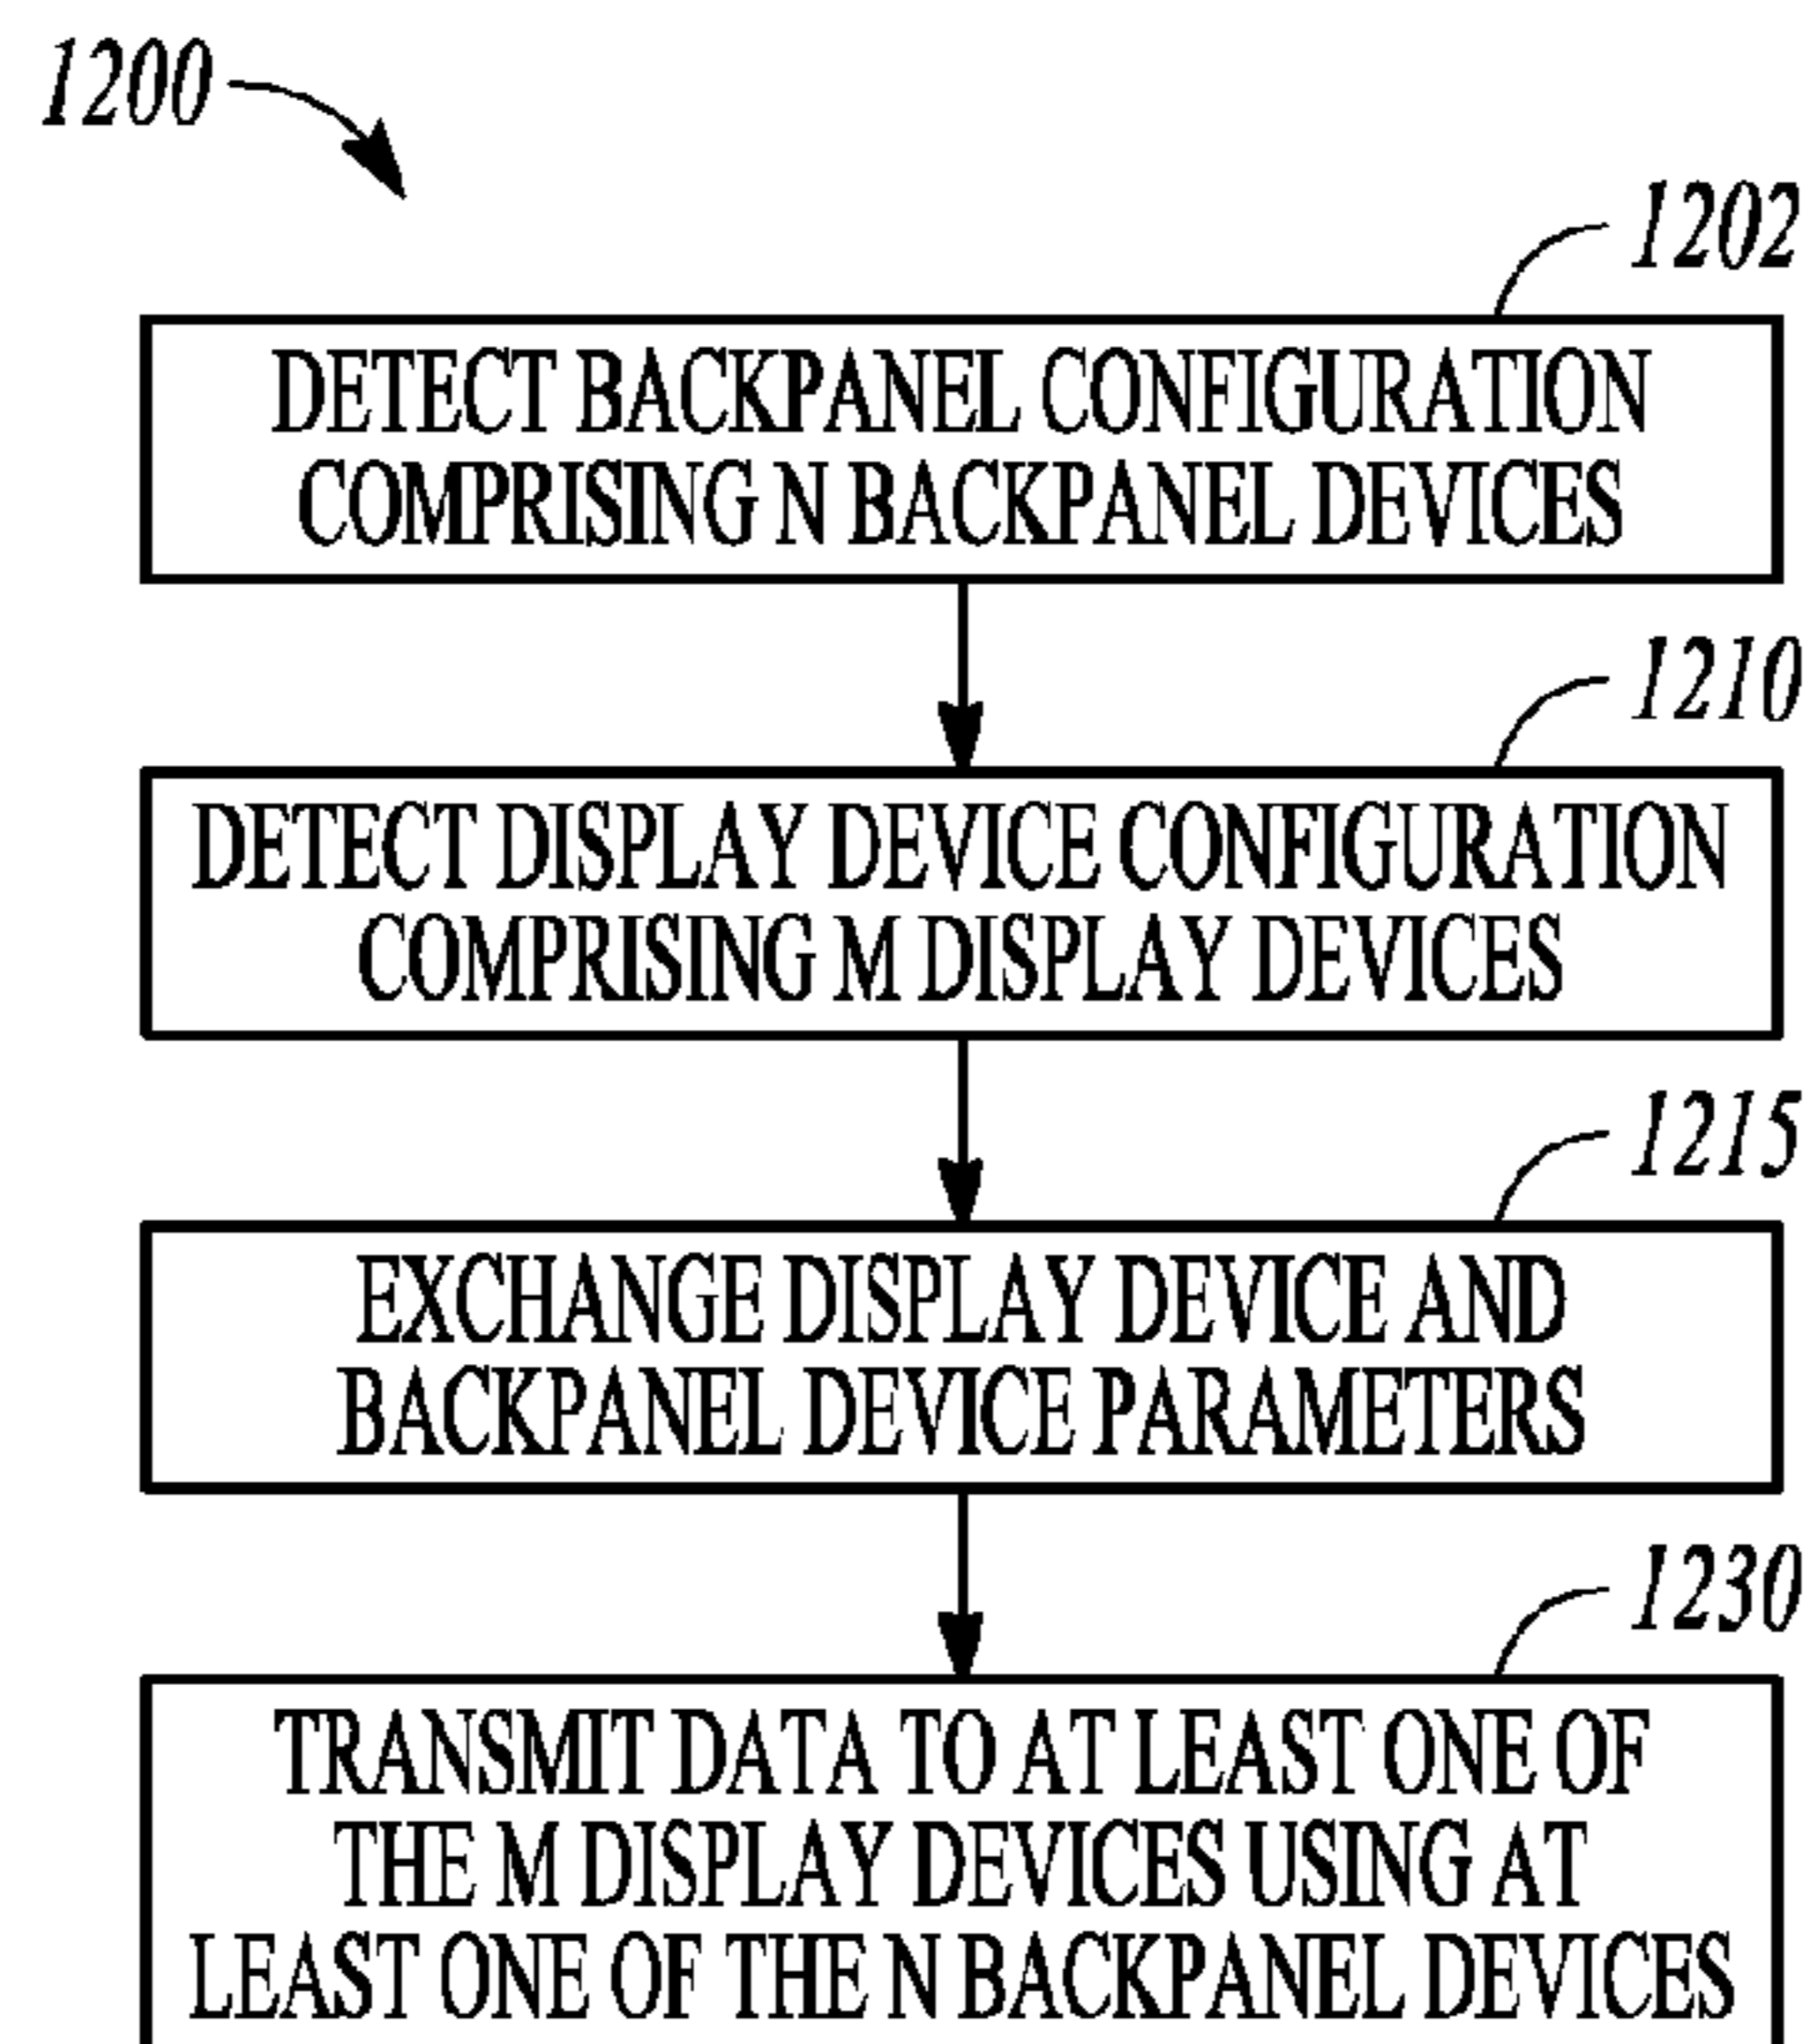 1200
1202
DETECT BACKPANEL CONFIGURATION
COMPRISING N BACKPANEL DEVICES
1210
DETECT DISPLAY DEVICE CONFIGURATION
COMPRISING M DISPLAY DEVICES
1215
EXCHANGE DISPLAY DEVICE AND
BACKPANEL DEVICE PARAMETERS
1230
TRANSMIT DATA TO AT LEAST ONE OF
THE M DISPLAY DEVICES USING AT
LEAST ONE OF THE N BACKPANEL DEVICES